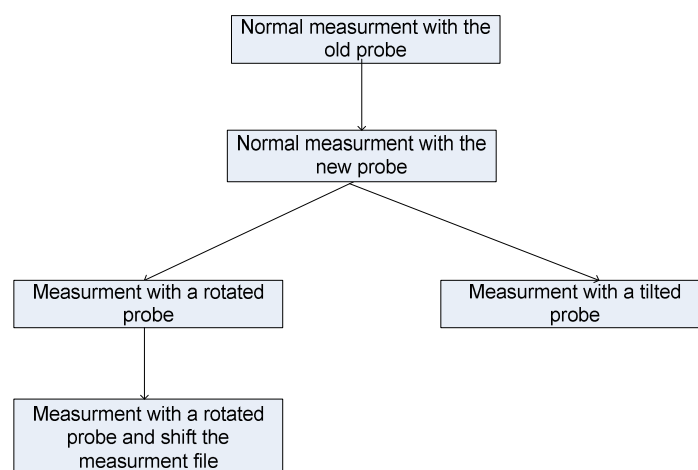 Normal measurment with the
old probe
Normal measurment with the
new probe
Measurment with a rotated
probe
Measurment with a tilted
probe
Measurment with a rotated
probe and shift the
measurment file